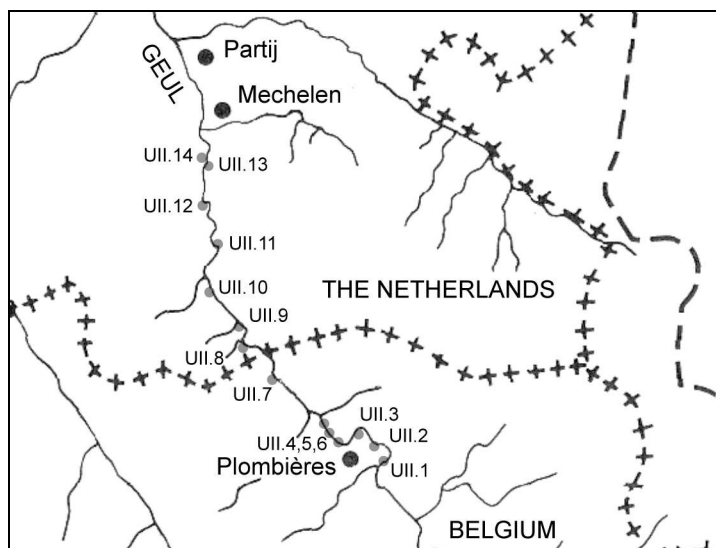 Partij
GEUL
Mechelen
UII.14
UII.13
UII.12
UII.11
UII.10
THE NETHERLANDS
UII.9
UII.8
UII.7
UII.3
UII.4,5,6
UII.2
Plombières
UII.1
BELGIUM